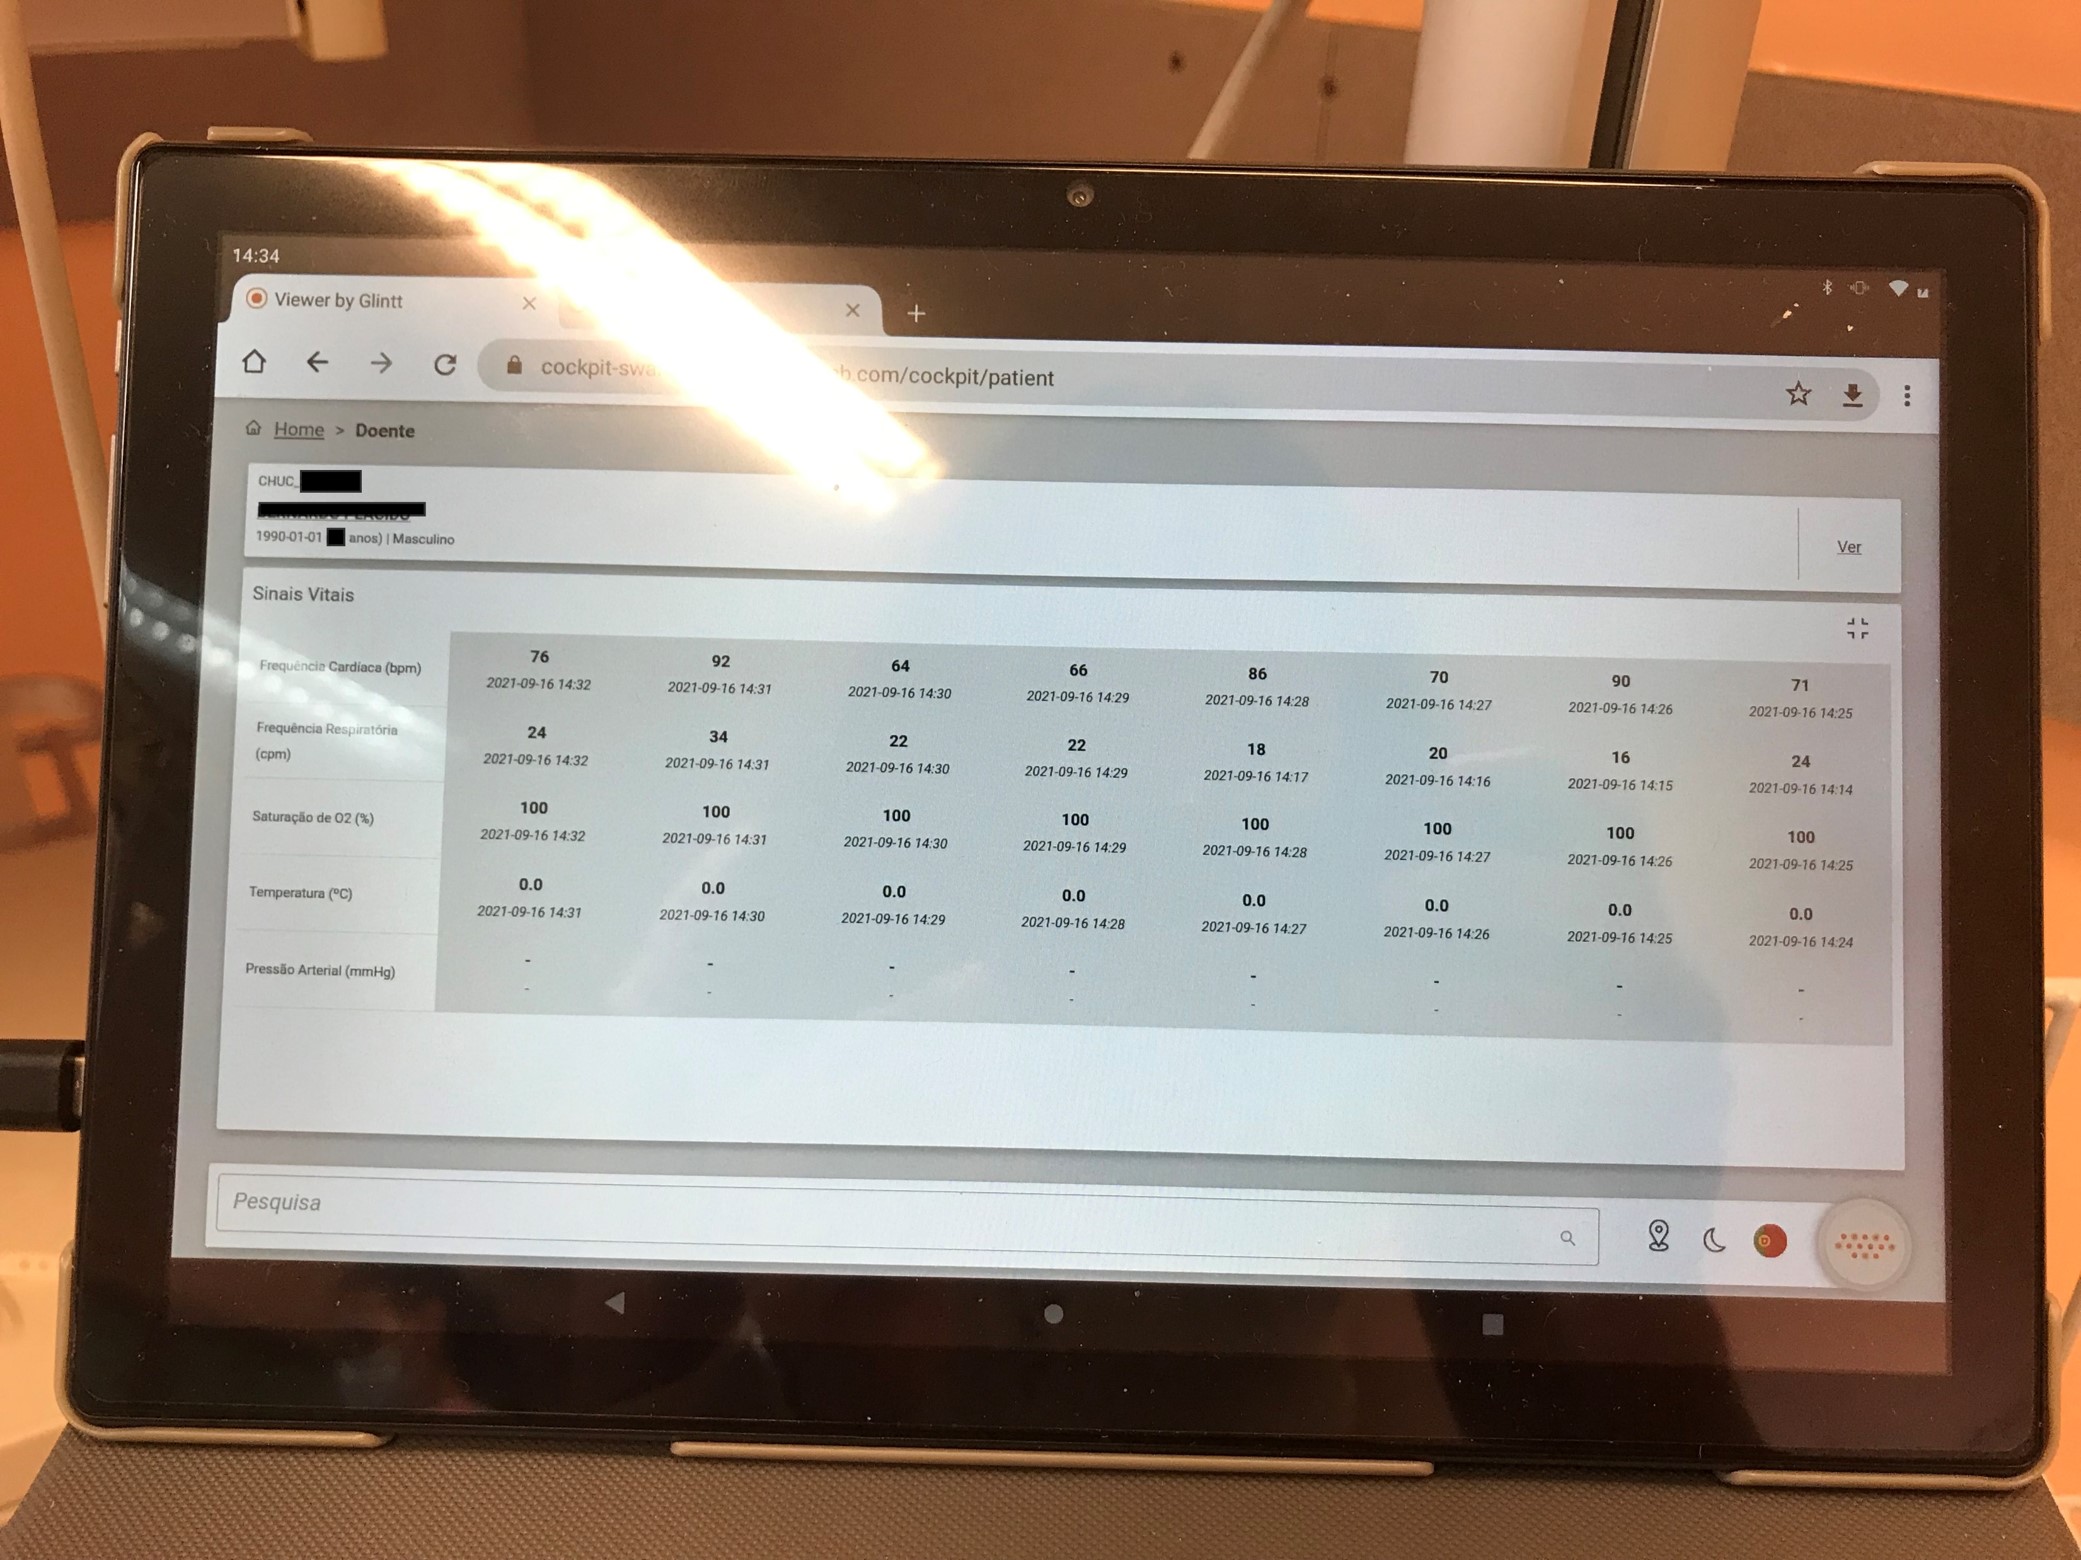 14:34
Viewer by Glintt
cockpit-swa b.com/cockpit/patient
Home > Doente
CHUC_
1990-01-01 anos) | Masculino
Ver
Sinais Vitais
Frequência Cardíaca (bpm) 76 92 64 66 86 70 90 71
2021-09-16 14:32 2021-09-16 14:31 2021-09-16 14:30 2021-09-16 14:29 2021-09-16 14:28 2021-09-16 14:27 2021-09-16 14:26 2021-09-16 14:25
Frequência Respiratória (cpm) 24 34 22 22 18 20 16 24
2021-09-16 14:32 2021-09-16 14:31 2021-09-16 14:30 2021-09-16 14:29 2021-09-16 14:17 2021-09-16 14:16 2021-09-16 14:15 2021-09-16 14:14
Saturação de O2 (%) 100 100 100 100 100 100 100 100
2021-09-16 14:32 2021-09-16 14:31 2021-09-16 14:30 2021-09-16 14:29 2021-09-16 14:28 2021-09-16 14:27 2021-09-16 14:26 2021-09-16 14:25
Temperatura (ºC) 0.0 0.0 0.0 0.0 0.0 0.0 0.0 0.0
2021-09-16 14:31 2021-09-16 14:30 2021-09-16 14:29 2021-09-16 14:28 2021-09-16 14:27 2021-09-16 14:26 2021-09-16 14:25 2021-09-16 14:24
Pressão Arterial (mmHg) - - - - - - - -
- - - - - - - -
Pesquisa